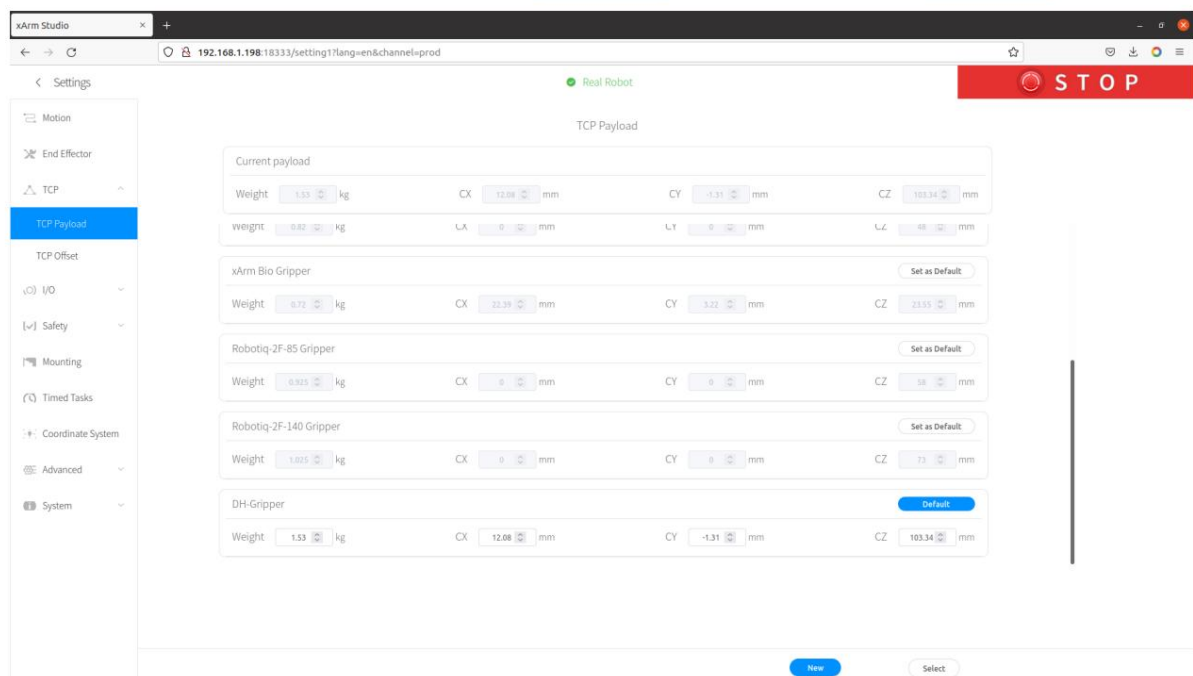 xArm Studio × +
192.168.1.198:18333/setting1?lang=en&channel=prod
< Settings
Real Robot
STOP
Motion
End Effector
TCP
TCP Payload
TCP Offset
I/O
Safety
Mounting
Timed Tasks
Coordinate System
Advanced
System
TCP Payload
Current payload
Weight 1.53 kg CX 12.08 mm CY -1.31 mm CZ 103.34 mm
Weight 0.82 kg CX 0 mm CY 0 mm CZ 48 mm
xArm Bio Gripper Set as Default
Weight 0.72 kg CX 22.39 mm CY 3.22 mm CZ 23.55 mm
Robotiq-2F-85 Gripper Set as Default
Weight 0.925 kg CX 0 mm CY 0 mm CZ 58 mm
Robotiq-2F-140 Gripper Set as Default
Weight 1.025 kg CX 0 mm CY 0 mm CZ 73 mm
DH-Gripper Default
Weight 1.53 kg CX 12.08 mm CY -1.31 mm CZ 103.34 mm
New Select